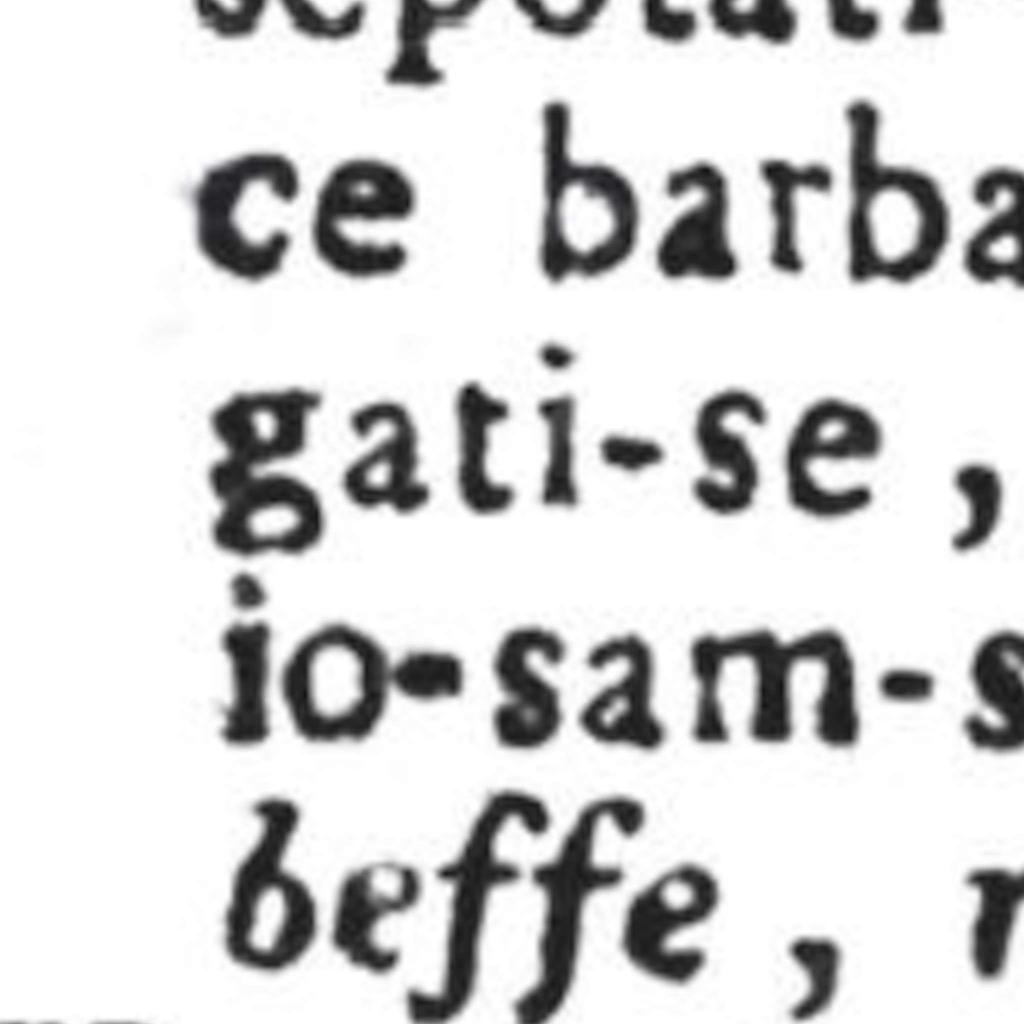 ce barba
gati-se ,
io-sam-s
beffe ,